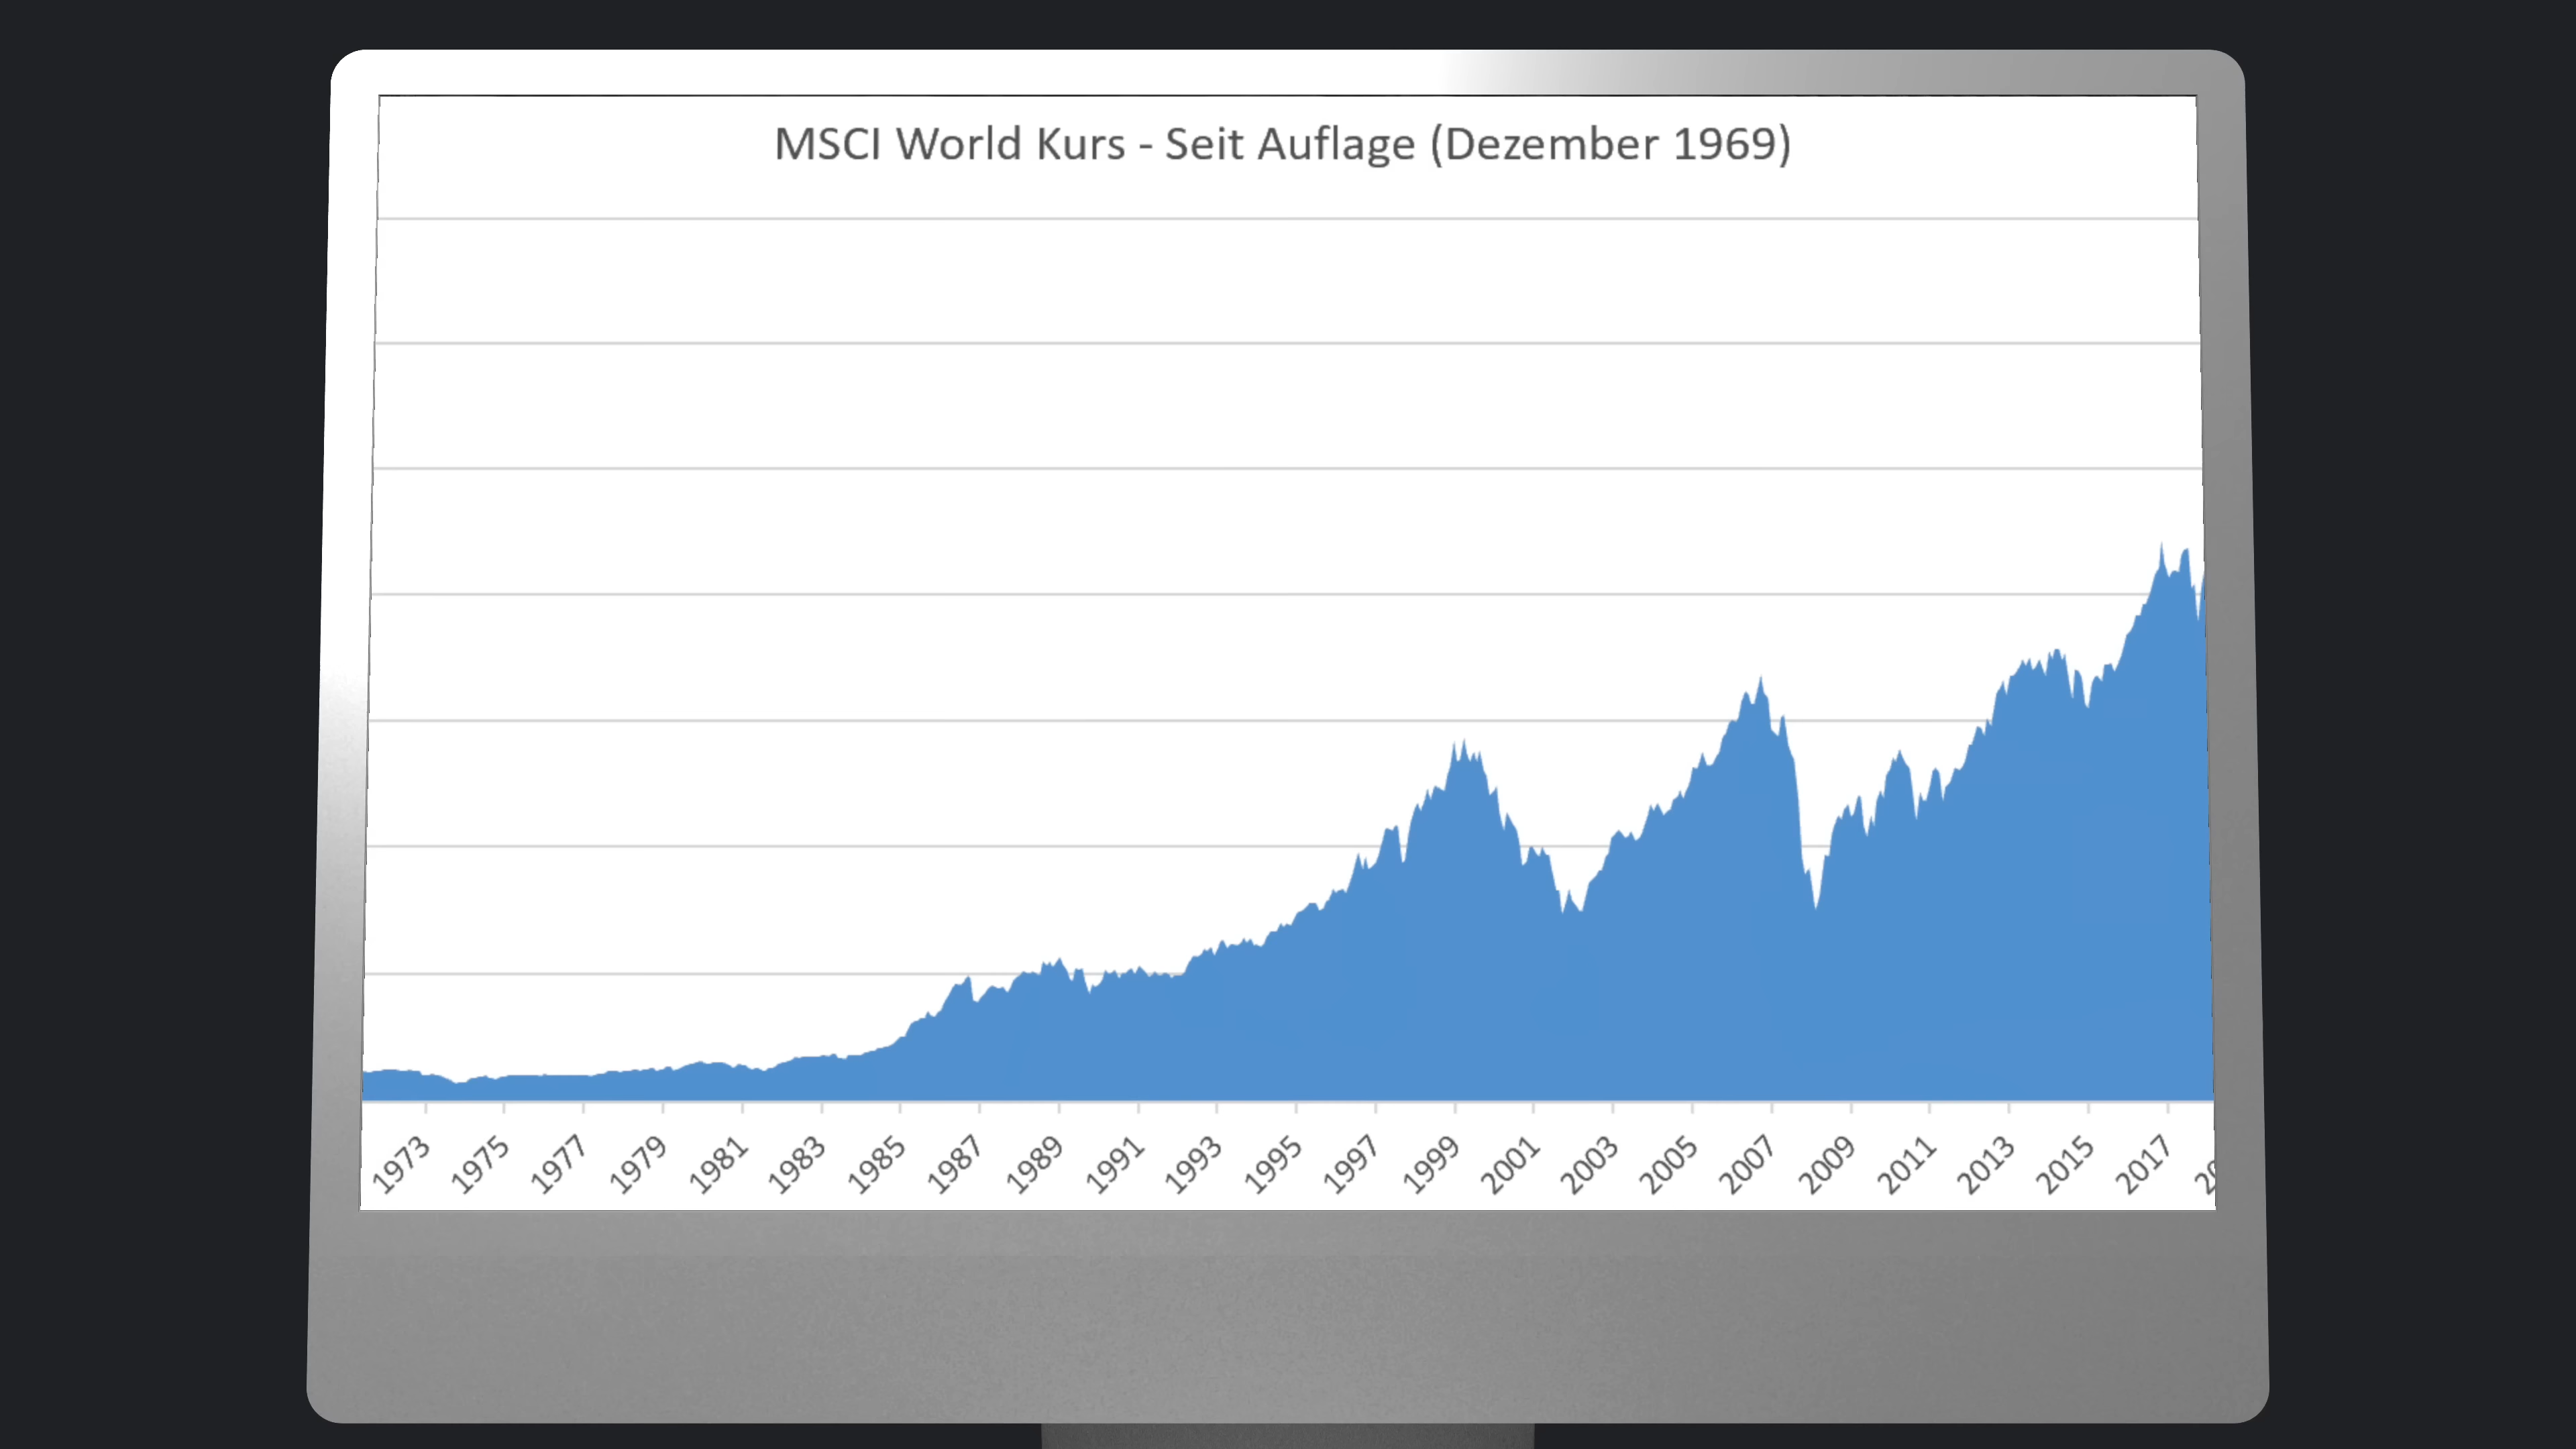 MSCI World Kurs - Seit Auflage (Dezember 1969)
1973 1975 1977 1979 1981 1983 1985 1987 1989 1991 1993 1995 1997 1999 2001 2003 2005 2007 2009 2011 2013 2015 2017